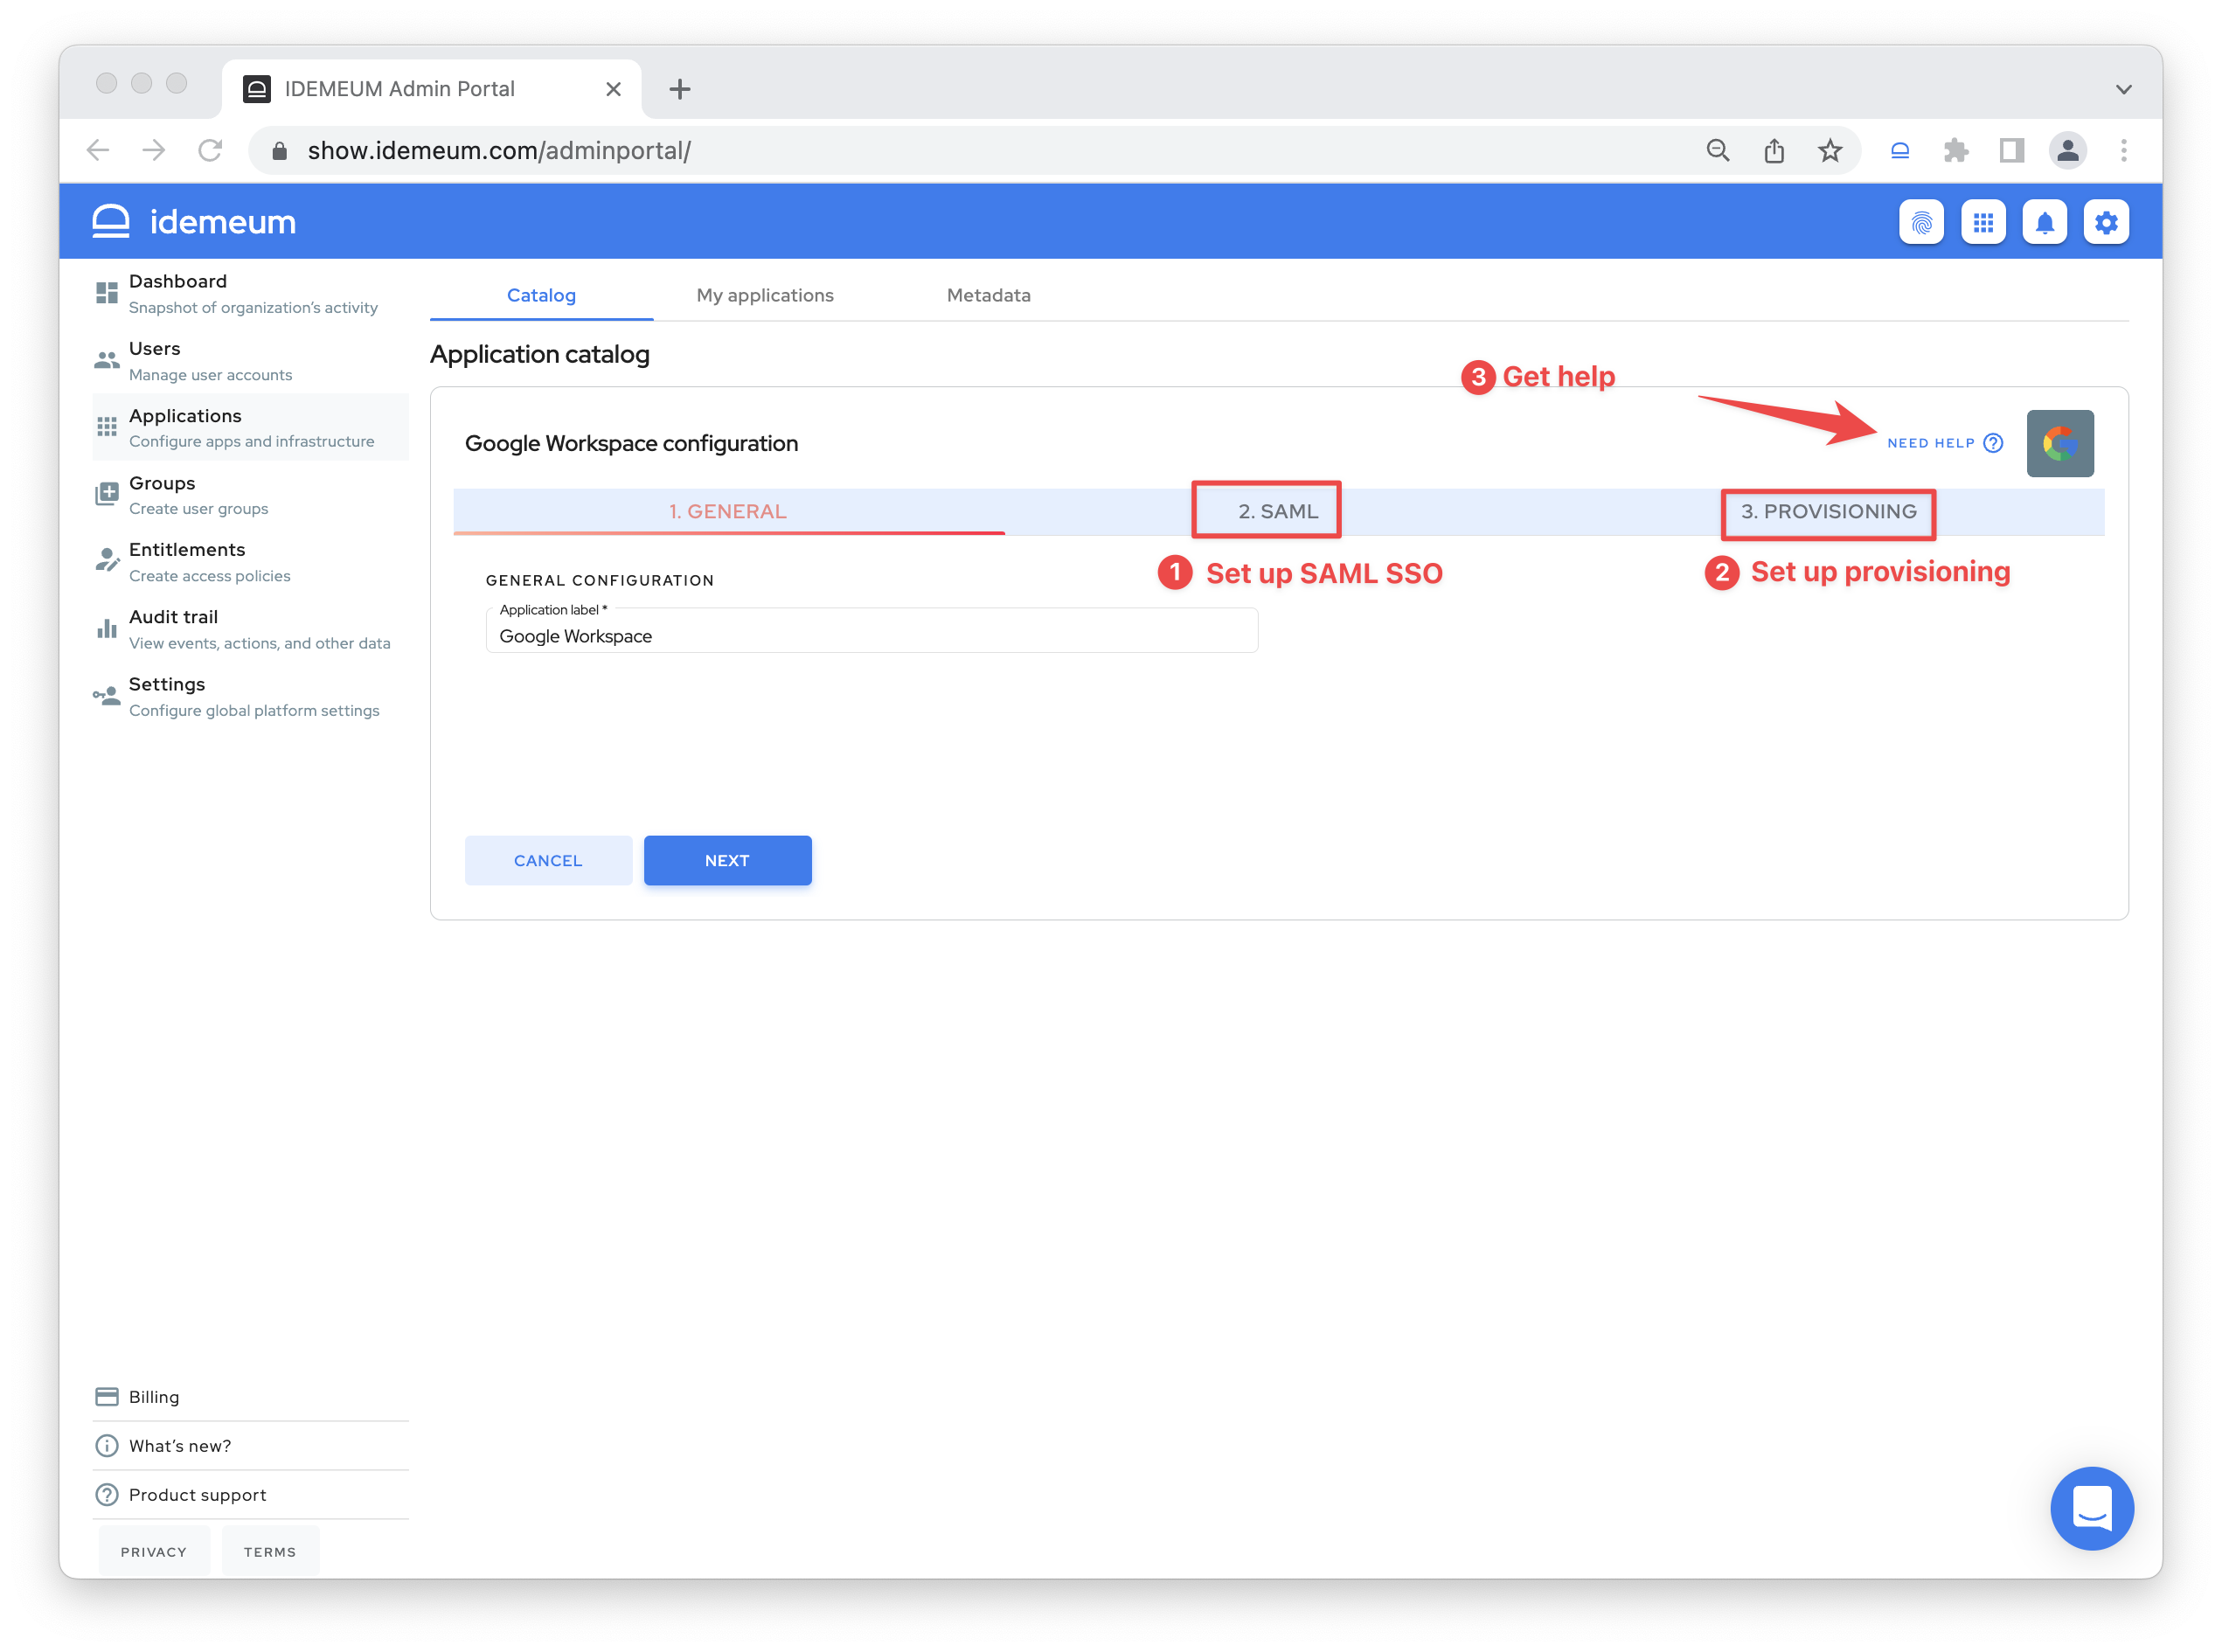 IDEMEUM Admin Portal
show.idemeum.com/adminportal/
idemeum
Dashboard
Snapshot of organization's activity
Users
Manage user accounts
Applications
Configure apps and infrastructure
Groups
Create user groups
Entitlements
Create access policies
Audit trail
View events, actions, and other data
Settings
Configure global platform settings
Catalog My applications Metadata
Application catalog
3 Get help
Google Workspace configuration
NEED HELP ?
1. GENERAL 2. SAML 3. PROVISIONING
1 Set up SAML SSO
2 Set up provisioning
GENERAL CONFIGURATION
Application label *
Google Workspace
CANCEL NEXT
Billing
What's new?
Product support
PRIVACY TERMS